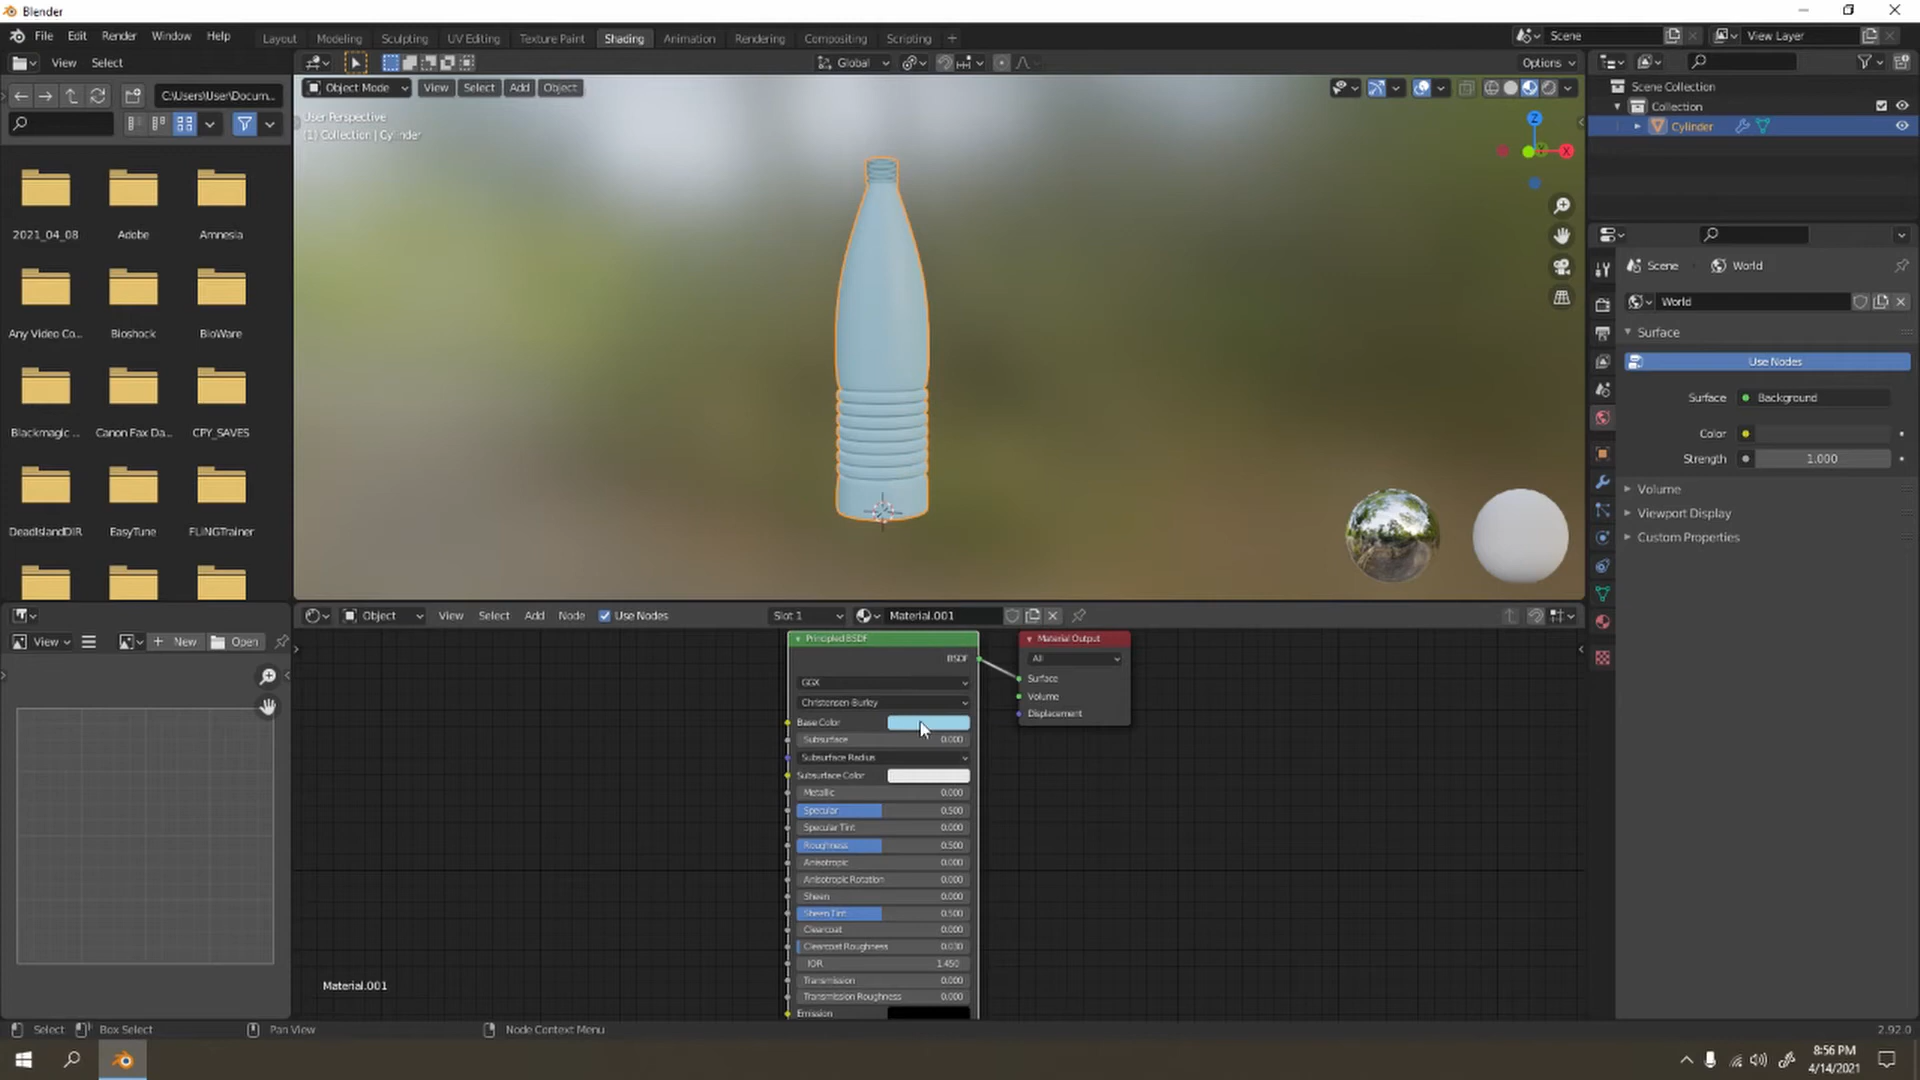 Blender
File Edit Render Window Help
Layout Modeling Sculpting UV Editing Texture Paint Shading Animation Rendering Compositing Scripting +
Scene
View Layer
View Select
Global
Options
C:\Users\User\Docum...
Object Mode View Select Add Object
User Perspective
(1) Collection | Cylinder
Z
X
Scene Collection
Collection
Cylinder
2021_04_08 Adobe Amnesia
Any Video Co... Bioshock BioWare
Blackmagic ... Canon Fax Da... CPY_SAVES
DeadIslandDIR EasyTune FLiNGTrainer
Scene World
World
Surface
Use Nodes
Surface Background
Color
Strength 1.000
Volume
Viewport Display
Custom Properties
View + New Open
Object View Select Add Node Use Nodes Slot 1 Material.001
Principled BSDF
BSDF
GGX
Christensen-Burley
Base Color
Subsurface 0.000
Subsurface Radius
Subsurface Color
Metallic 0.000
Specular 0.500
Specular Tint 0.000
Roughness 0.500
Anisotropic 0.000
Anisotropic Rotation 0.000
Sheen 0.000
Sheen Tint 0.500
Clearcoat 0.000
Clearcoat Roughness 0.030
IOR 1.450
Transmission 0.000
Transmission Roughness 0.000
Emission
Material Output
All
Surface
Volume
Displacement
Material.001
Select Box Select Pan View Node Context Menu 2.92.0
8:56 PM
4/14/2021